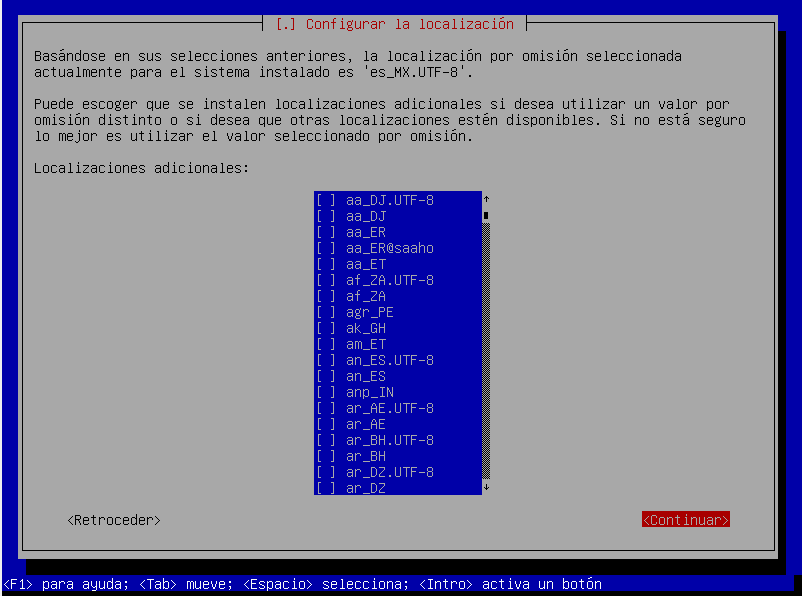 [.] Configurar la localización
Basándose en sus selecciones anteriores, la localización por omisión seleccionada
actualmente para el sistema instalado es 'es_MX.UTF-8'.
Puede escoger que se instalen localizaciones adicionales si desea utilizar un valor por
omisión distinto o si desea que otras localizaciones estén disponibles. Si no está seguro
lo mejor es utilizar el valor seleccionado por omisión.
Localizaciones adicionales:
[ ] aa_DJ.UTF-8
[ ] aa_DJ
[ ] aa_ER
[ ] aa_ER@saaho
[ ] aa_ET
[ ] af_ZA.UTF-8
[ ] af_ZA
[ ] agr_PE
[ ] ak_GH
[ ] am_ET
[ ] an_ES.UTF-8
[ ] an_ES
[ ] anp_IN
[ ] ar_AE.UTF-8
[ ] ar_AE
[ ] ar_BH.UTF-8
[ ] ar_BH
[ ] ar_DZ.UTF-8
[ ] ar_DZ
<Retroceder> <Continuar>
<F1> para ayuda; <Tab> mueve; <Espacio> selecciona; <Intro> activa un botón